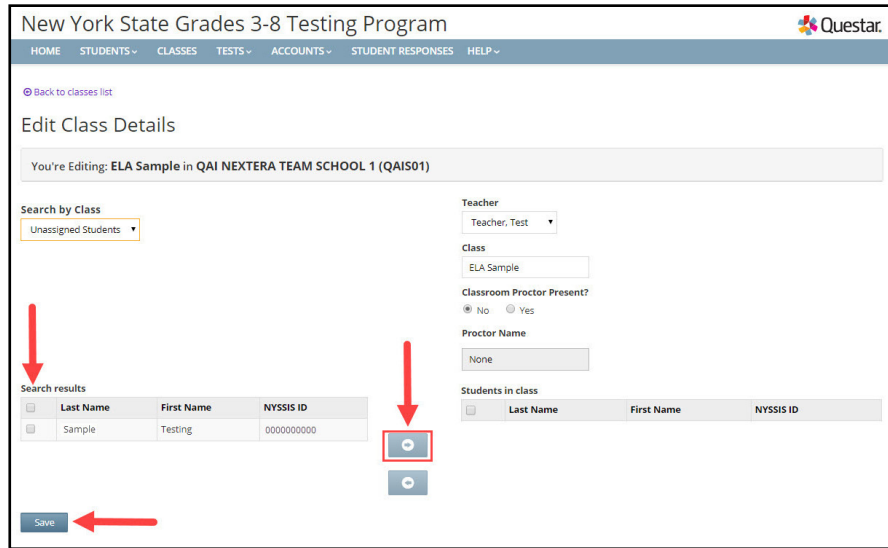 New York State Grades 3-8 Testing Program
Questar.
HOME STUDENTS CLASSES TESTS ACCOUNTS STUDENT RESPONSES HELP
Back to classes list
Edit Class Details
You're Editing: ELA Sample in QAI NEXTERA TEAM SCHOOL 1 (QAIS01)
Search by Class
Unassigned Students
Teacher
Teacher, Test
Class
ELA Sample
Classroom Proctor Present?
No Yes
Proctor Name
None
Search results
Last Name First Name NYSSIS ID
Sample Testing 0000000000
Students in class
Last Name First Name NYSSIS ID
Save